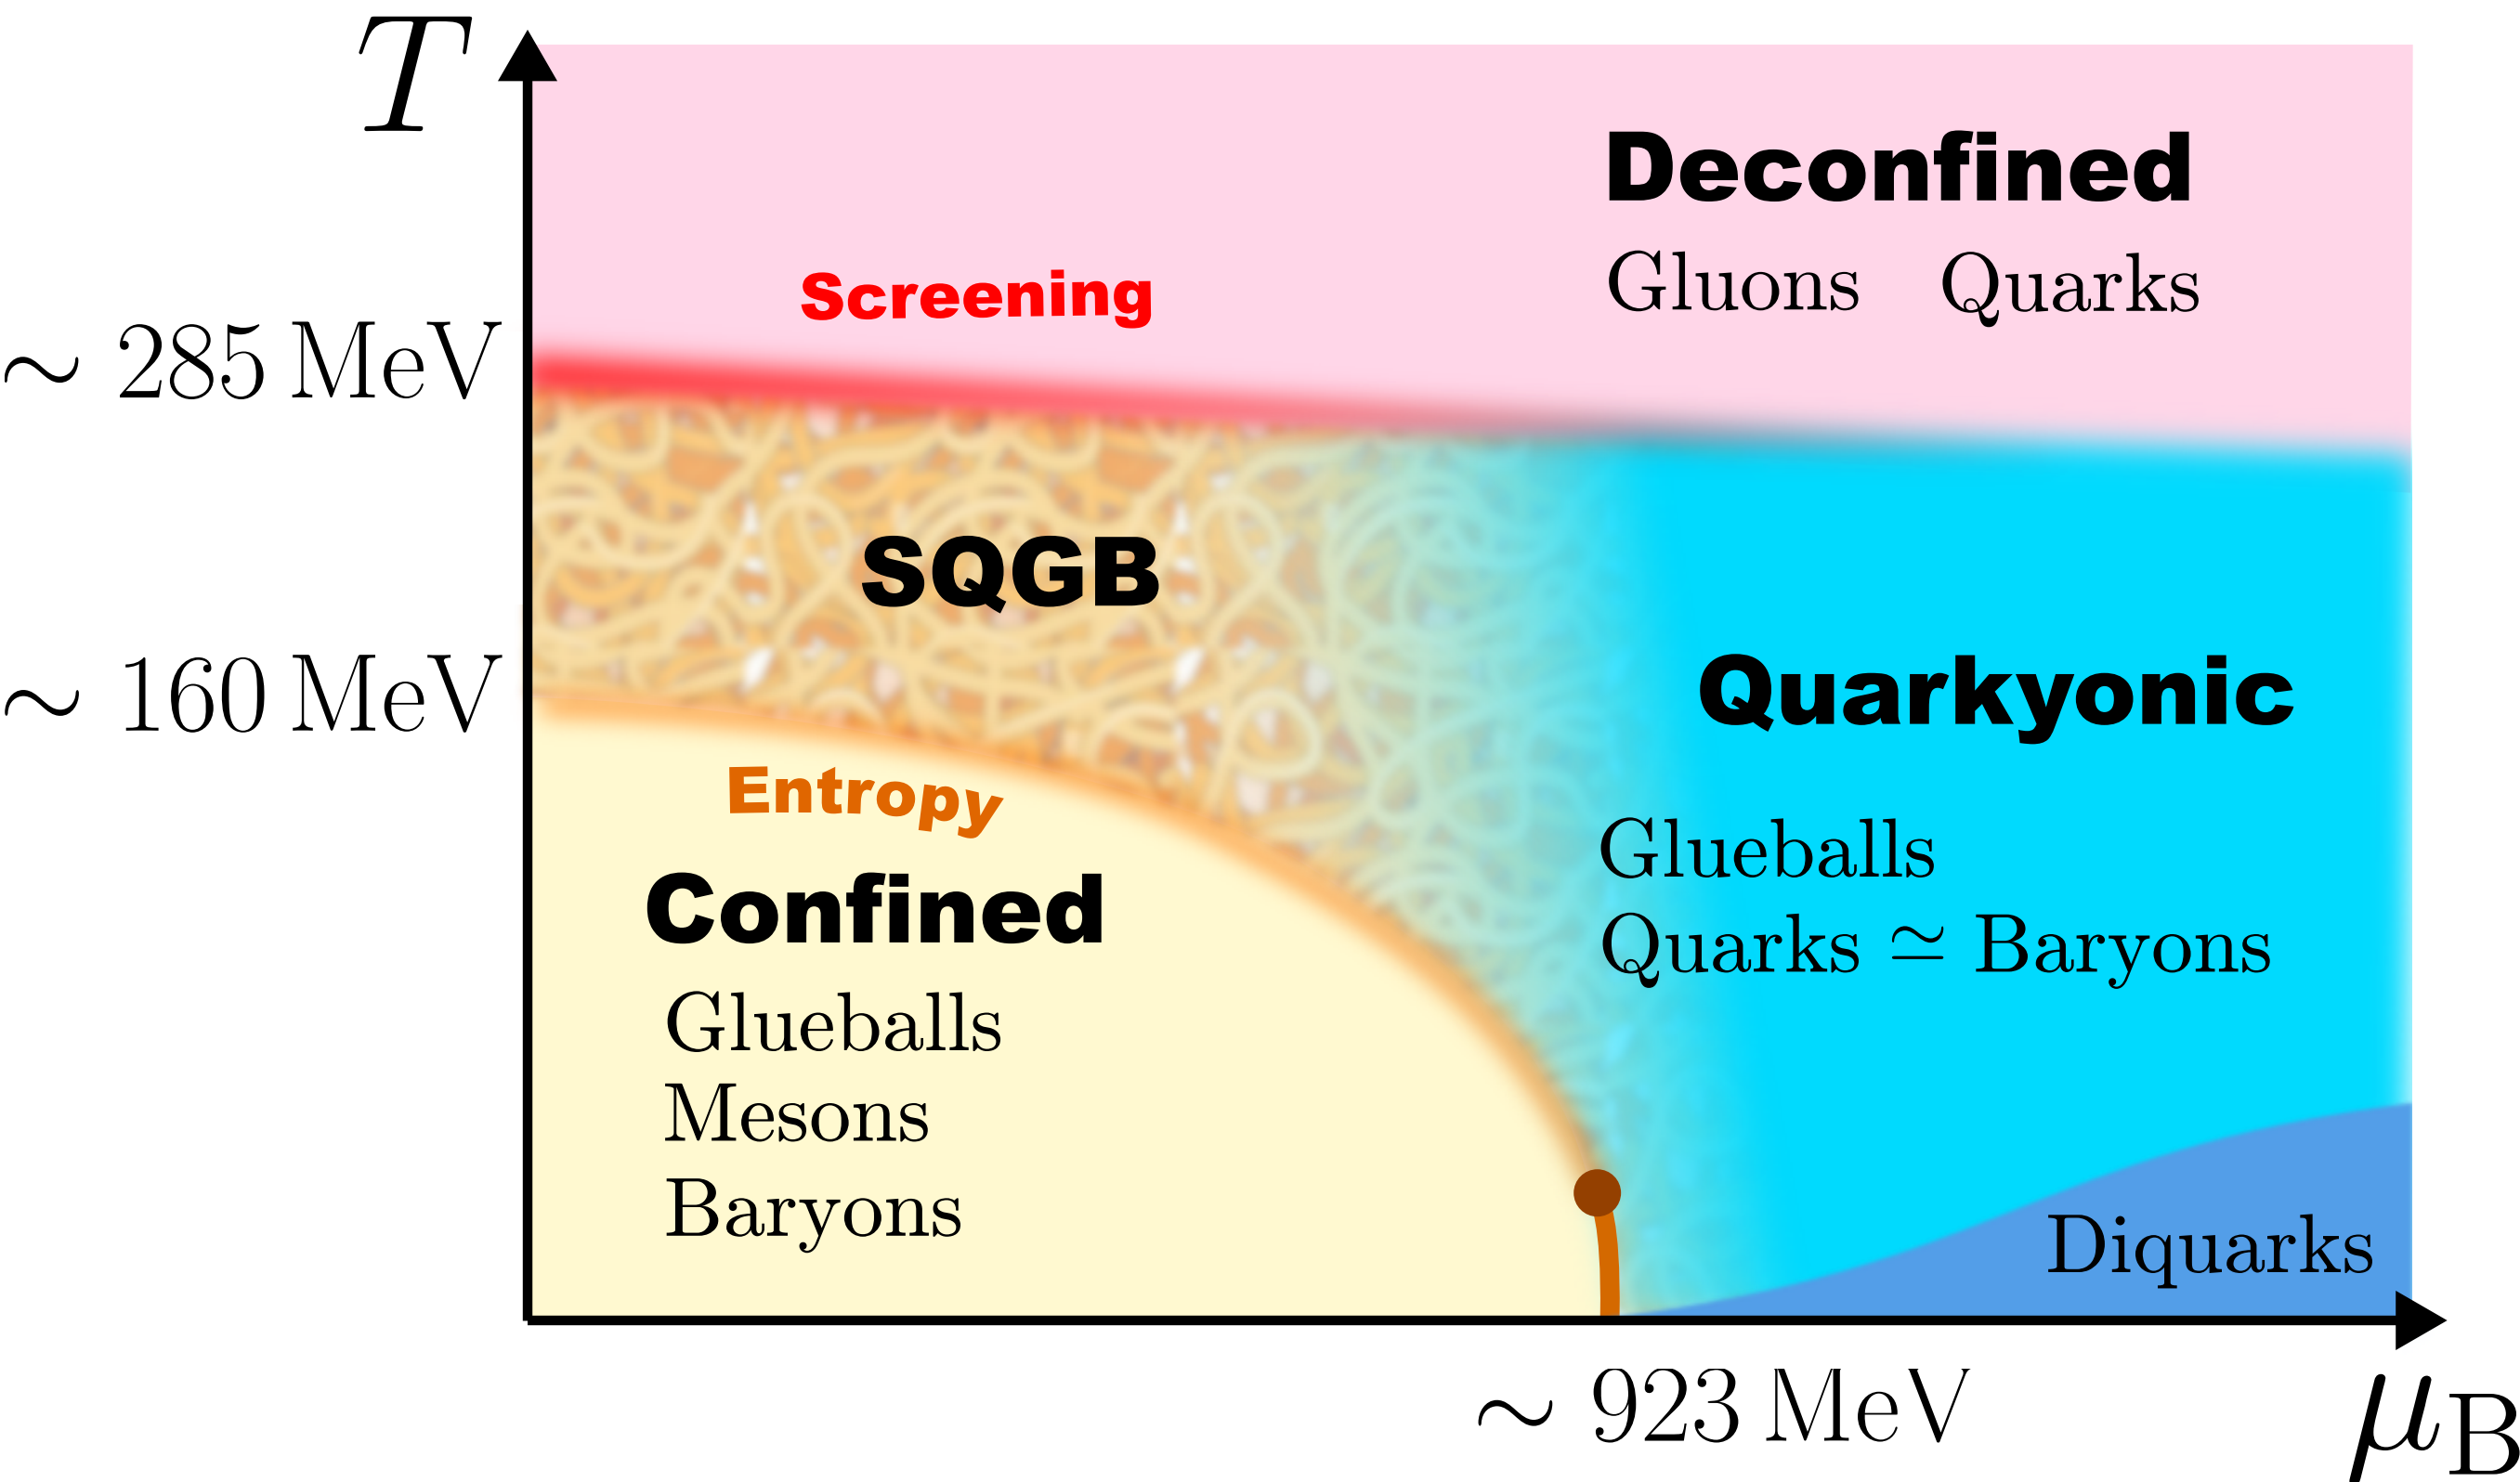 T
Deconfined
Gluons Quarks
Screening
∼ 285 MeV
SQGB
∼ 160 MeV
Quarkyonic
Entropy
Glueballs
Quarks ≃ Baryons
Confined
Glueballs
Mesons
Baryons
Diquarks
∼ 923 MeV
μB